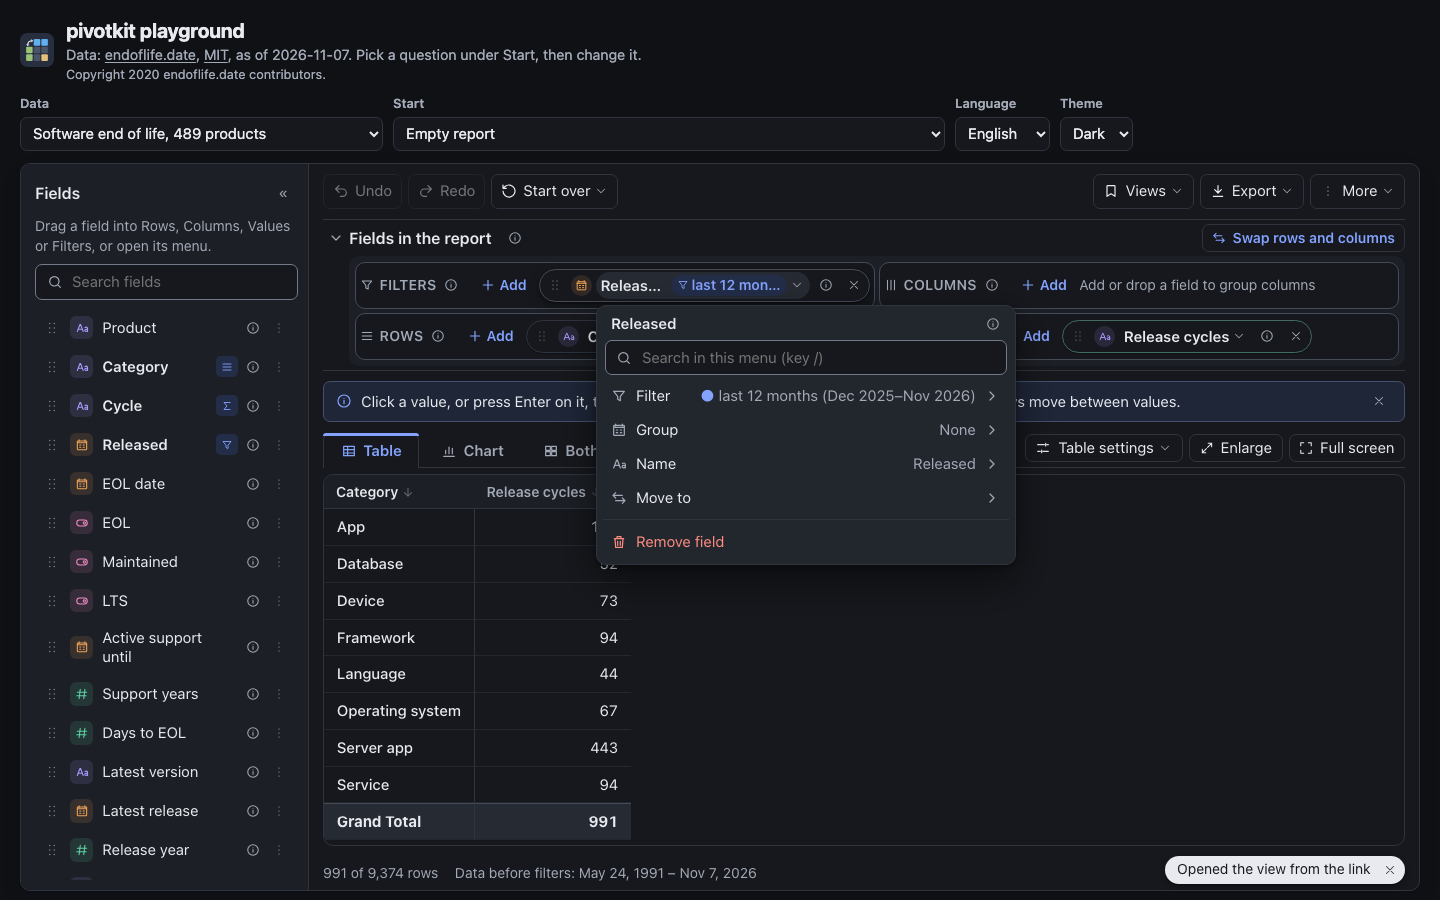 pivotkit playground
Data: endoflife.date, MIT, as of 2026-11-07. Pick a question under Start, then change it.
Copyright 2020 endoflife.date contributors.
Data
Start
Language
Theme
Software end of life, 489 products
Empty report
English
Dark
Fields
«
Drag a field into Rows, Columns, Values
or Filters, or open its menu.
Search fields
Aa Product
Aa Category
Aa Cycle
Σ
Released
EOL date
EOL
Maintained
LTS
Active support
until
# Support years
# Days to EOL
Aa Latest version
Latest release
# Release year
Undo
Redo
Start over
Views
Export
More
Fields in the report
Swap rows and columns
FILTERS
+ Add
Releas...
last 12 mon...
COLUMNS
+ Add
Add or drop a field to group columns
ROWS
+ Add
Aa C
Add
Aa Release cycles
Released
Search in this menu (key /)
Filter
last 12 months (Dec 2025–Nov 2026)
Group
None
Aa Name
Released
Move to
Remove field
Click a value, or press Enter on it, t
s move between values.
Table
Chart
Both
Table settings
Enlarge
Full screen
Category ↓
Release cycles
App
Database
Device 73
Framework 94
Language 44
Operating system 67
Server app 443
Service 94
Grand Total 991
991 of 9,374 rows
Data before filters: May 24, 1991 – Nov 7, 2026
Opened the view from the link